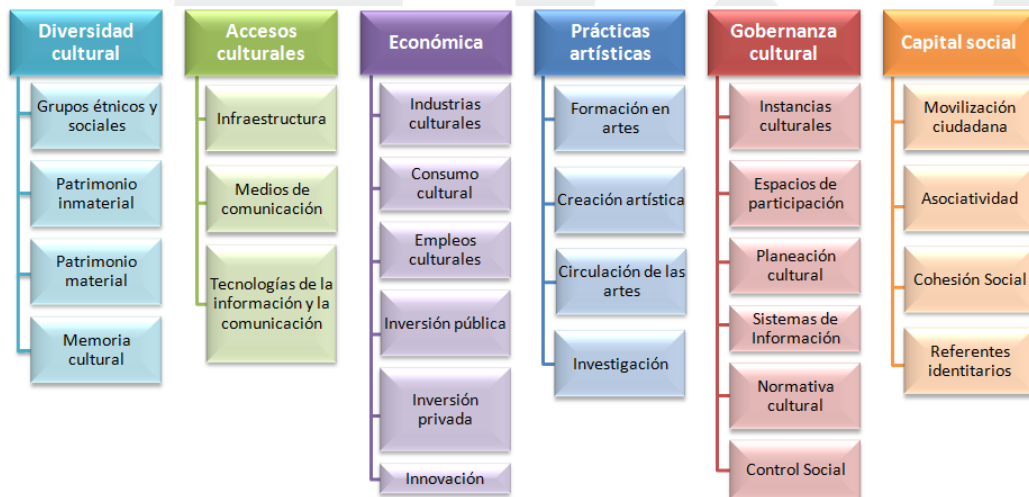 Diversidad
cultural
Grupos étnicos y
sociales
Patrimonio
inmaterial
Patrimonio
material
Memoria
cultural
Accesos
culturales
Infraestructura
Medios de
comunicación
Tecnologías de la
información y la
comunicación
Económica
Industrias
culturales
Consumo
cultural
Empleos
culturales
Inversión pública
Inversión
privada
Innovación
Prácticas
artísticas
Formación en
artes
Creación artística
Circulación de las
artes
Investigación
Gobernanza
cultural
Instancias
culturales
Espacios de
participación
Planeación
cultural
Sistemas de
Información
Normativa
cultural
Control Social
Capital social
Movilización
ciudadana
Asociatividad
Cohesión Social
Referentes
identitarios